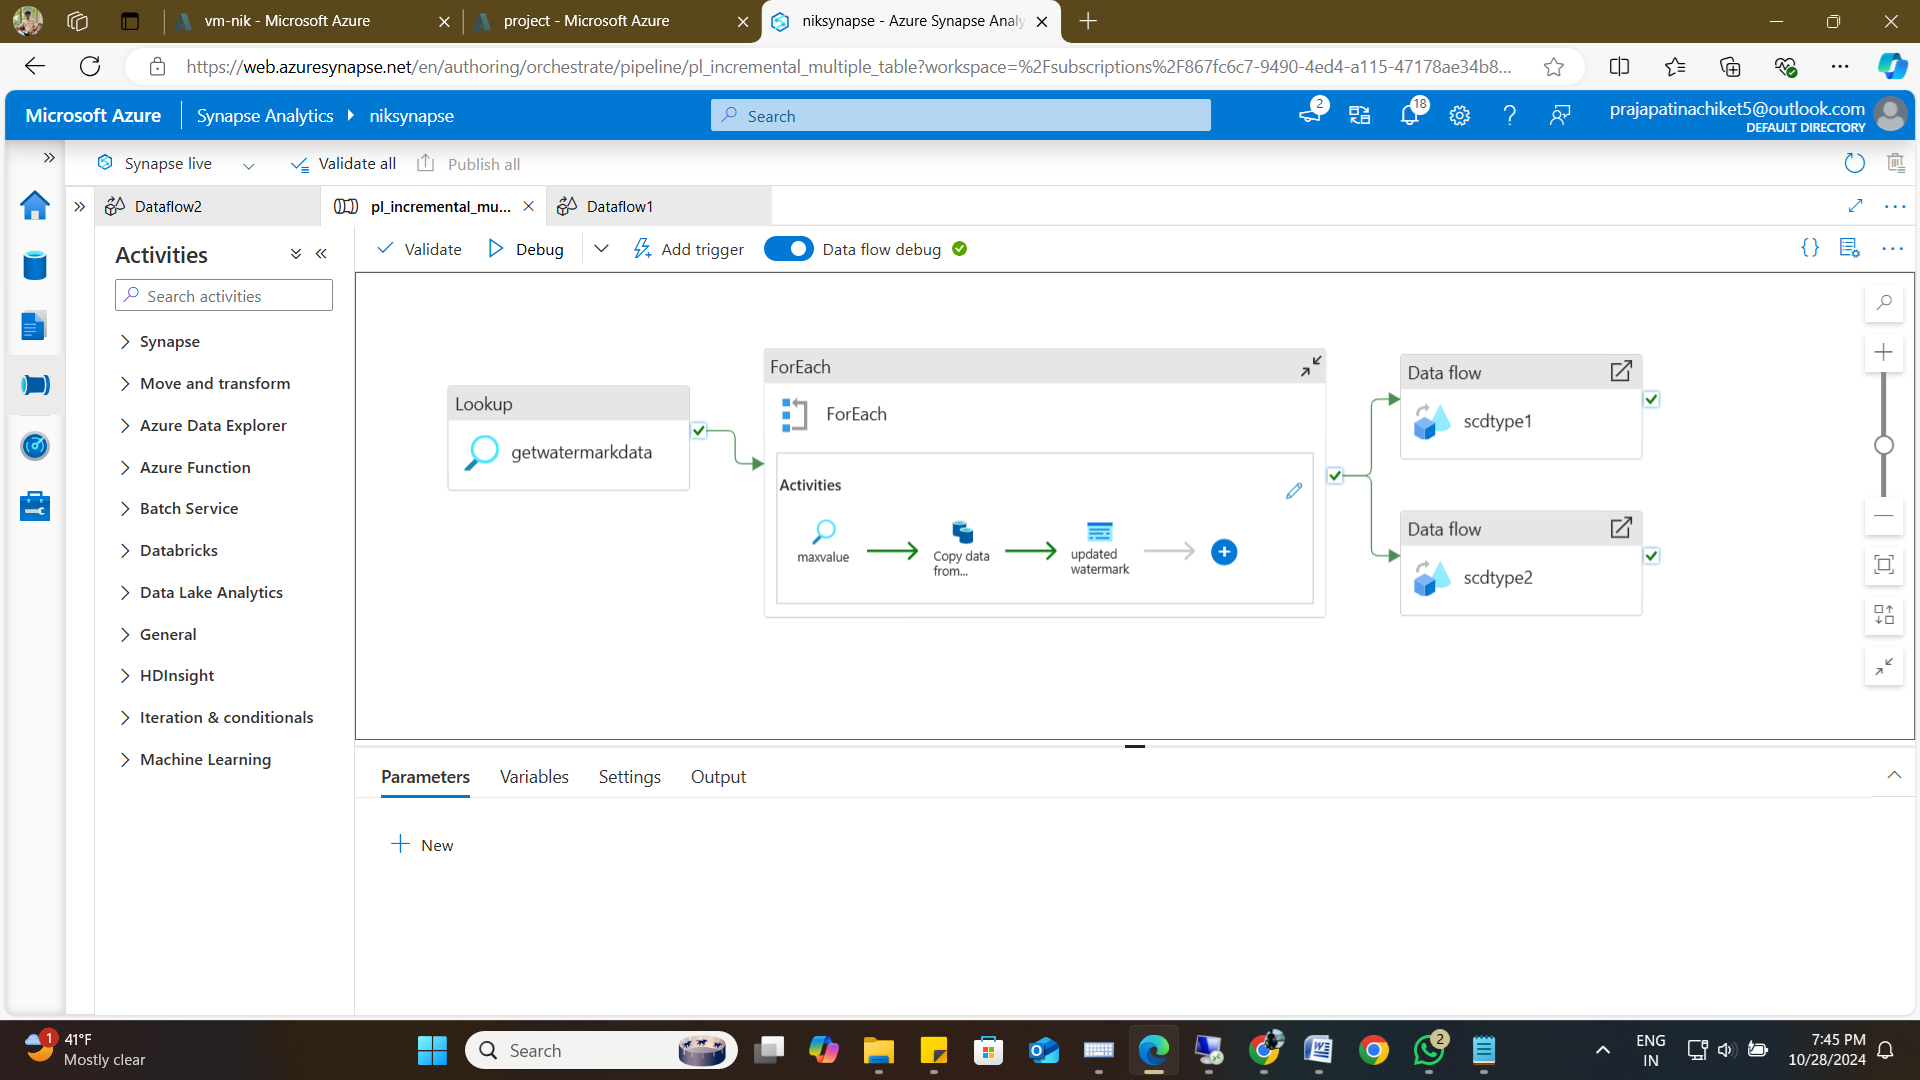 vm-nik - Microsoft Azure
project - Microsoft Azure
niksynapse - Azure Synapse Analy
https://web.azuresynapse.net/en/authoring/orchestrate/pipeline/pl_incremental_multiple_table?workspace=%2Fsubscriptions%2F867fc6c7-9490-4ed4-a115-47178ae34b8...
Microsoft Azure
Synapse Analytics
niksynapse
Search
2
18
prajapatinachiket5@outlook.com
DEFAULT DIRECTORY
Synapse live
Validate all
Publish all
Dataflow2
pl_incremental_mu...
Dataflow1
Activities
Validate
Debug
Add trigger
Data flow debug
Search activities
Synapse
Move and transform
Azure Data Explorer
Azure Function
Batch Service
Databricks
Data Lake Analytics
General
HDInsight
Iteration & conditionals
Machine Learning
Lookup
getwatermarkdata
ForEach
ForEach
Activities
maxvalue
Copy data
from...
updated
watermark
Data flow
scdtype1
Data flow
scdtype2
Parameters
Variables
Settings
Output
New
1
41°F
Mostly clear
Search
2
ENG
IN
7:45 PM
10/28/2024